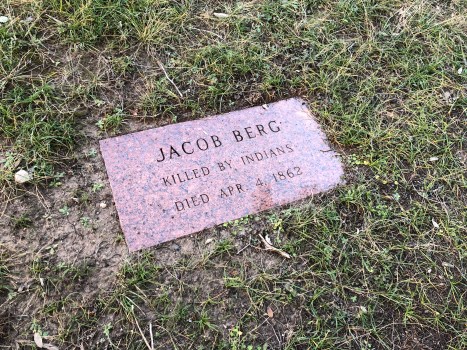 JACOB BERG
KILLED BY INDIANS
DIED APR. 4, 1862